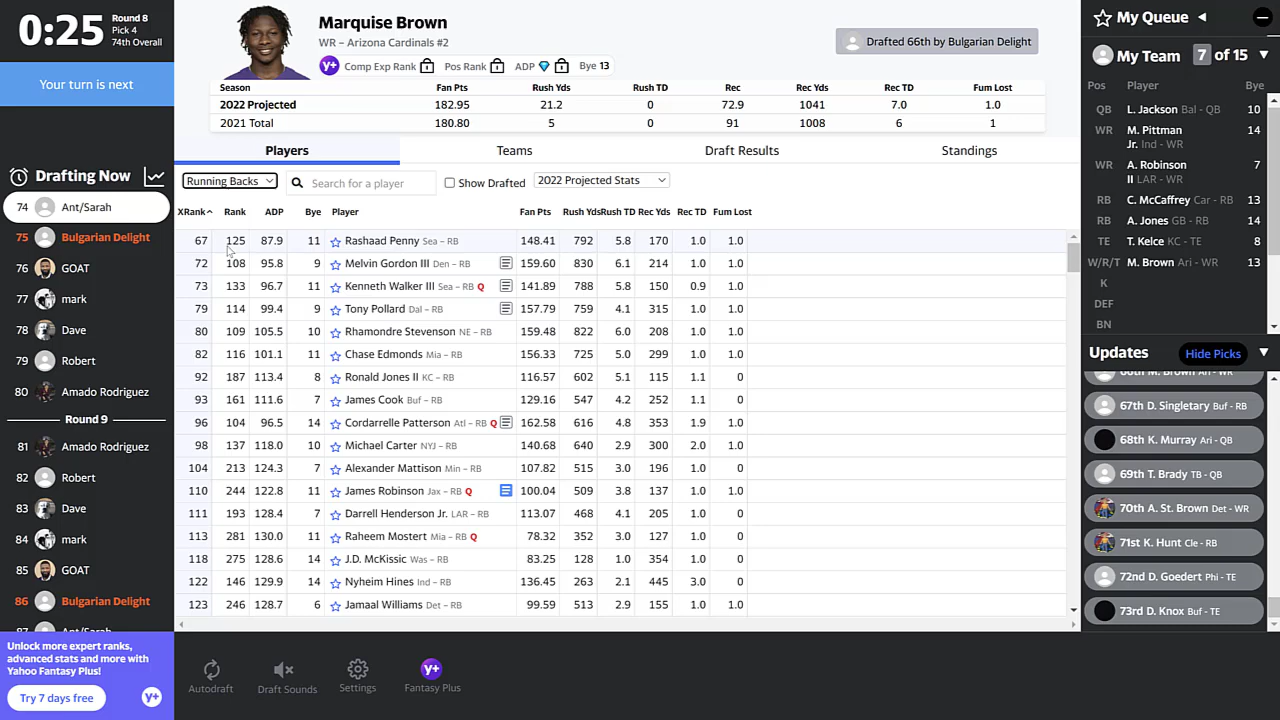 0:25
Round 8
Pick 4
74th Overall
Your turn is next
Drafting Now
74 Ant/Sarah
75 Bulgarian Delight
76 GOAT
77 mark
78 Dave
79 Robert
80 Amado Rodriguez
Round 9
81 Amado Rodriguez
82 Robert
83 Dave
84 mark
85 GOAT
86 Bulgarian Delight
87 Ant/Sarah
Unlock more expert ranks,
advanced stats and more with
Yahoo Fantasy Plus!
Try 7 days free
y+
Marquise Brown
WR – Arizona Cardinals #2
y+ Comp Exp Rank Pos Rank ADP Bye 13
Drafted 66th by Bulgarian Delight
Season Fan Pts Rush Yds Rush TD Rec Rec Yds Rec TD Fum Lost
2022 Projected 182.95 21.2 0 72.9 1041 7.0 1.0
2021 Total 180.80 5 0 91 1008 6 1
Players Teams Draft Results Standings
Running Backs Search for a player Show Drafted 2022 Projected Stats
XRank Rank ADP Bye Player Fan Pts Rush Yds Rush TD Rec Yds Rec TD Fum Lost
67 125 87.9 11 Rashaad Penny Sea – RB 148.41 792 5.8 170 1.0 1.0
72 108 95.8 9 Melvin Gordon III Den – RB 159.60 830 6.1 214 1.0 1.0
73 133 96.7 11 Kenneth Walker III Sea – RB Q 141.89 788 5.8 150 0.9 1.0
79 114 99.4 9 Tony Pollard Dal – RB 157.79 759 4.1 315 1.0 1.0
80 109 105.5 10 Rhamondre Stevenson NE – RB 159.48 822 6.0 208 1.0 1.0
82 116 101.1 11 Chase Edmonds Mia – RB 156.33 725 5.0 299 1.0 1.0
92 187 113.4 8 Ronald Jones II KC – RB 116.57 602 5.1 115 1.1 0
93 161 111.6 7 James Cook Buf – RB 129.16 547 4.2 252 1.1 0
96 104 96.5 14 Cordarrelle Patterson Atl – RB Q 162.58 616 4.8 353 1.9 1.0
98 137 118.0 10 Michael Carter NYJ – RB 140.68 640 2.9 300 2.0 1.0
104 213 124.3 7 Alexander Mattison Min – RB 107.82 515 3.0 196 1.0 0
110 244 122.8 11 James Robinson Jax – RB Q 100.04 509 3.8 137 1.0 1.0
111 193 128.4 7 Darrell Henderson Jr. LAR – RB 113.07 468 4.1 205 1.0 0
113 281 130.0 11 Raheem Mostert Mia – RB Q 78.32 352 3.0 127 1.0 0
118 275 128.6 14 J.D. McKissic Was – RB 83.25 128 1.0 354 1.0 0
122 146 129.9 14 Nyheim Hines Ind – RB 136.45 263 2.1 445 3.0 0
123 246 128.7 6 Jamaal Williams Det – RB 99.59 513 2.9 155 1.0 1.0
Autodraft Draft Sounds Settings Fantasy Plus
y+
My Queue
My Team 7 of 15
Pos Player Bye
QB L. Jackson Bal - QB 10
WR M. Pittman Jr. Ind - WR 14
WR A. Robinson II LAR - WR 7
RB C. McCaffrey Car - RB 13
RB A. Jones GB - RB 14
TE T. Kelce KC - TE 8
W/R/T M. Brown Ari - WR 13
K
DEF
BN
Updates Hide Picks
66th M. Brown Ari - WR
67th D. Singletary Buf - RB
68th K. Murray Ari - QB
69th T. Brady TB - QB
70th A. St. Brown Det - WR
71st K. Hunt Cle - RB
72nd D. Goedert Phi - TE
73rd D. Knox Buf - TE